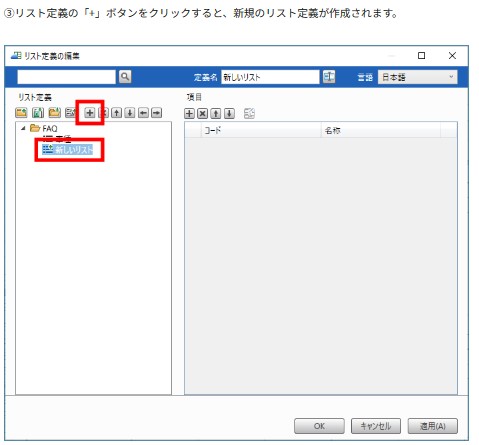 ③リスト定義の「+」ボタンをクリックすると、新規のリスト定義が作成されます。
リスト定義の編集
定義名 新しいリスト 言語 日本語
リスト定義 項目
コード 名称
FAQ
新しいリスト
OK キャンセル 適用(A)